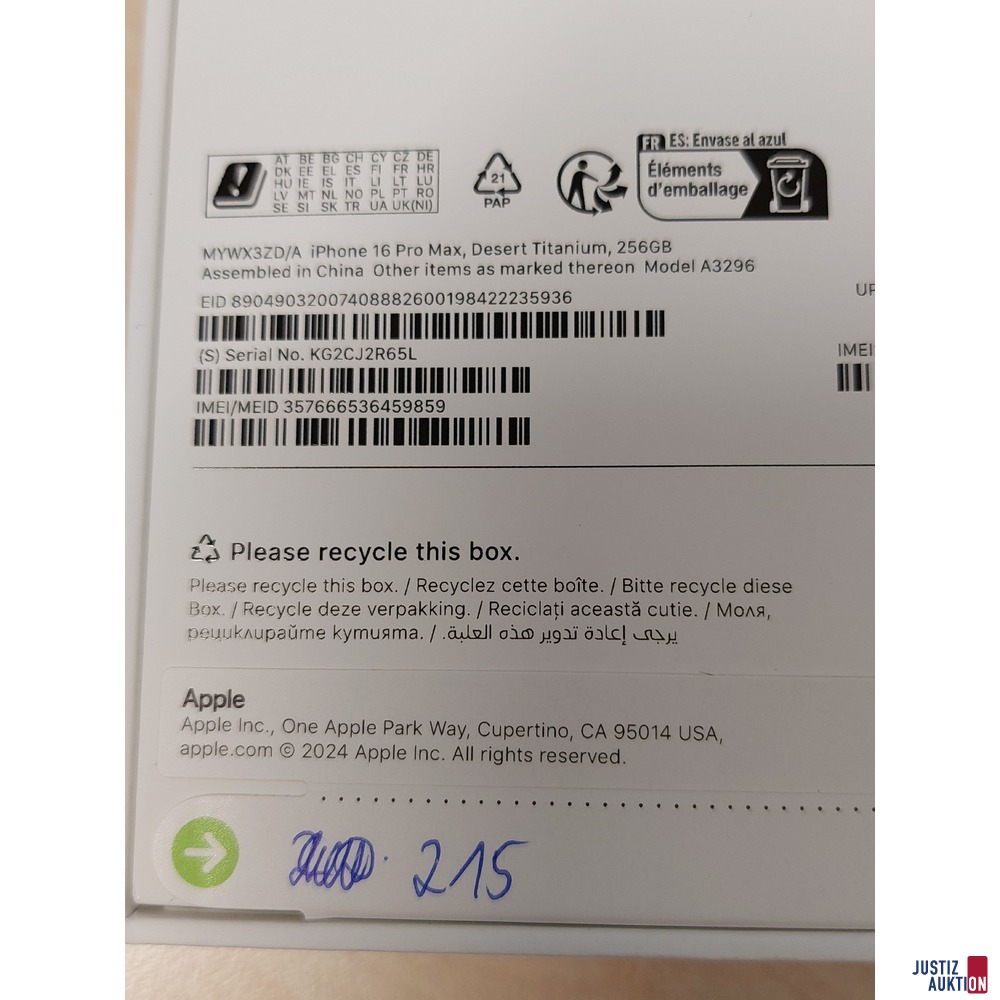 FR ES: Envase al azul
AT BE BG CH CY CZ DE
DK EE EL ES FI FR HR
HU IE IS IT LI LT LU
LV MT NL NO PL PT RO
SE SI SK TR UA UK(NI)
21
PAP
Éléments
d'emballage
MYWX3ZD/A iPhone 16 Pro Max, Desert Titanium, 256GB
Assembled in China Other items as marked thereon Model A3296
EID 89049032007408882600198422235936
(S) Serial No. KG2CJ2R65L
IMEI/MEID 357666536459859
Please recycle this box.
Please recycle this box. / Recyclez cette boîte. / Bitte recycle diese
Box. / Recycle deze verpakking. / Reciclați această cutie. / Моля,
рециклирайте кутията. / يرجى إعادة تدوير هذه العلبة.
Apple
Apple Inc., One Apple Park Way, Cupertino, CA 95014 USA,
apple.com © 2024 Apple Inc. All rights reserved.
215
JUSTIZ
AUKTION